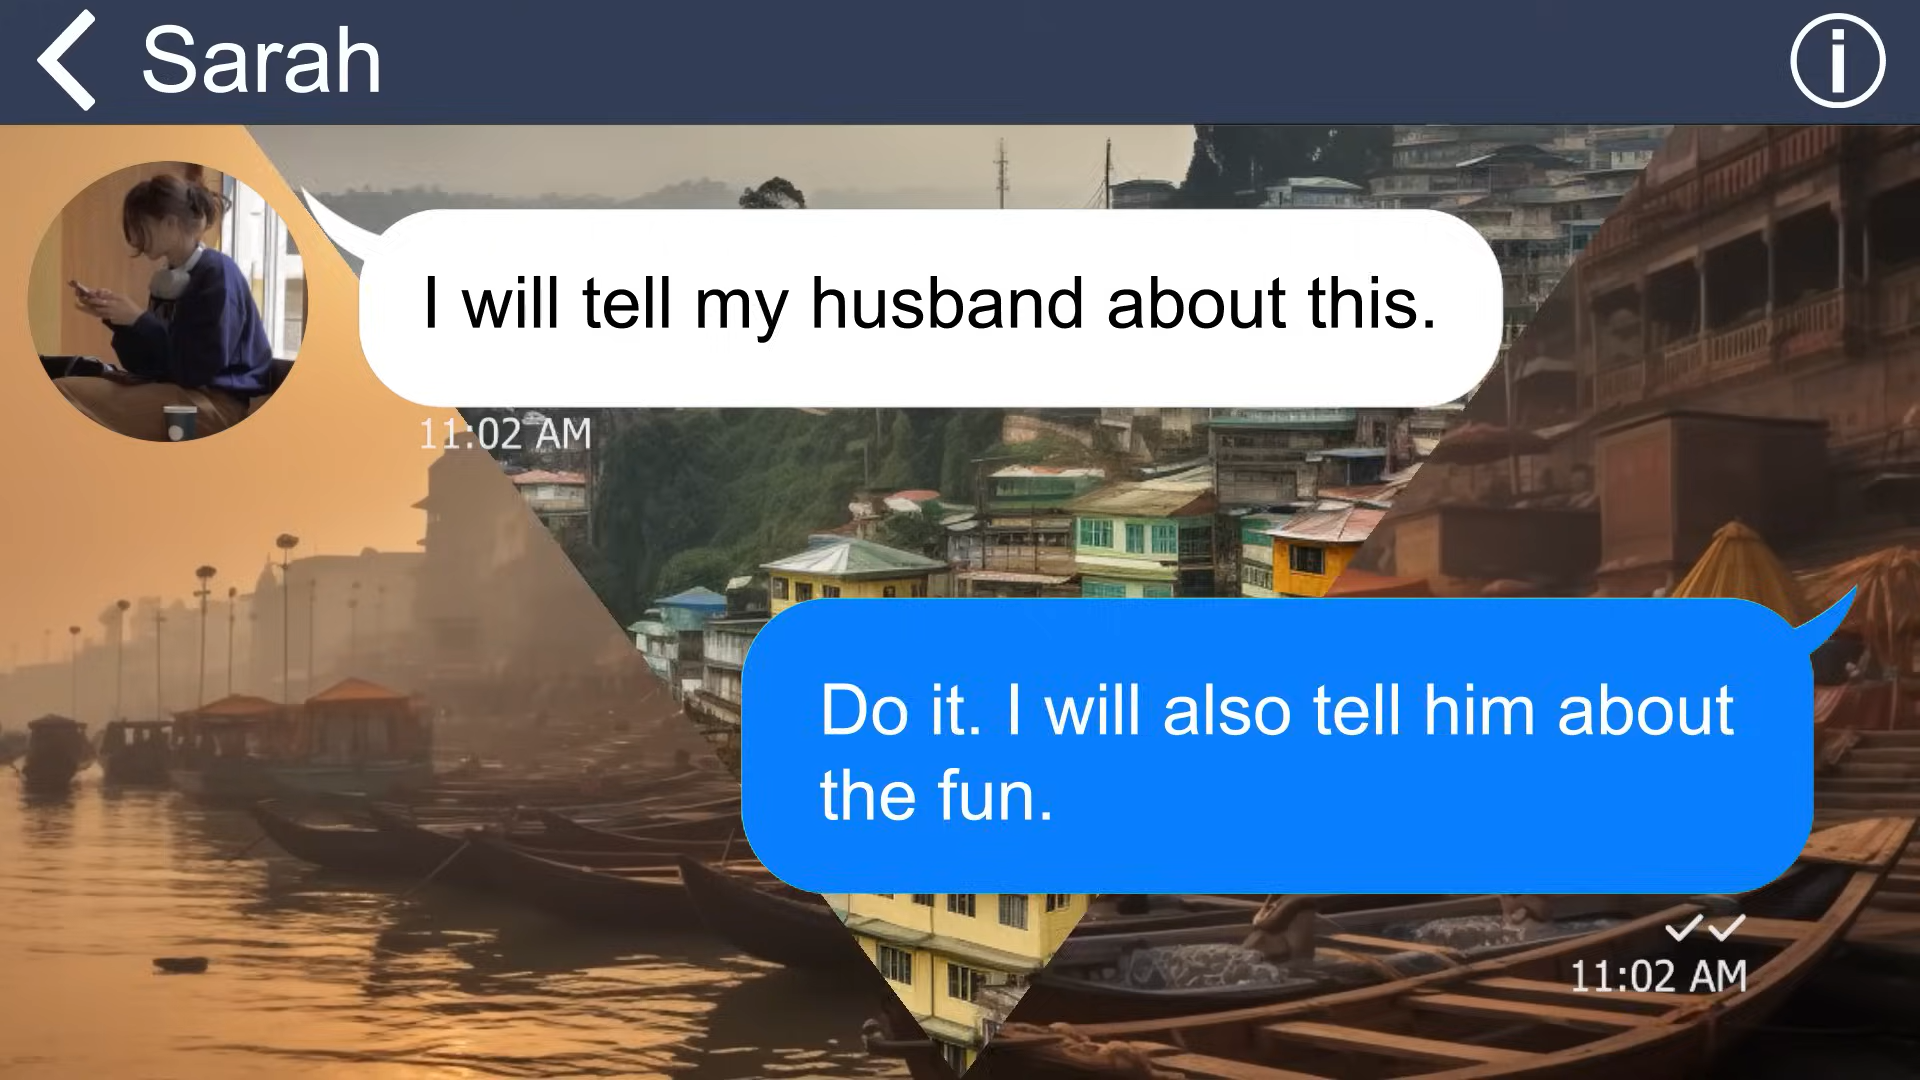 Sarah
I will tell my husband about this.
11:02 AM
Do it. I will also tell him about
the fun.
11:02 AM